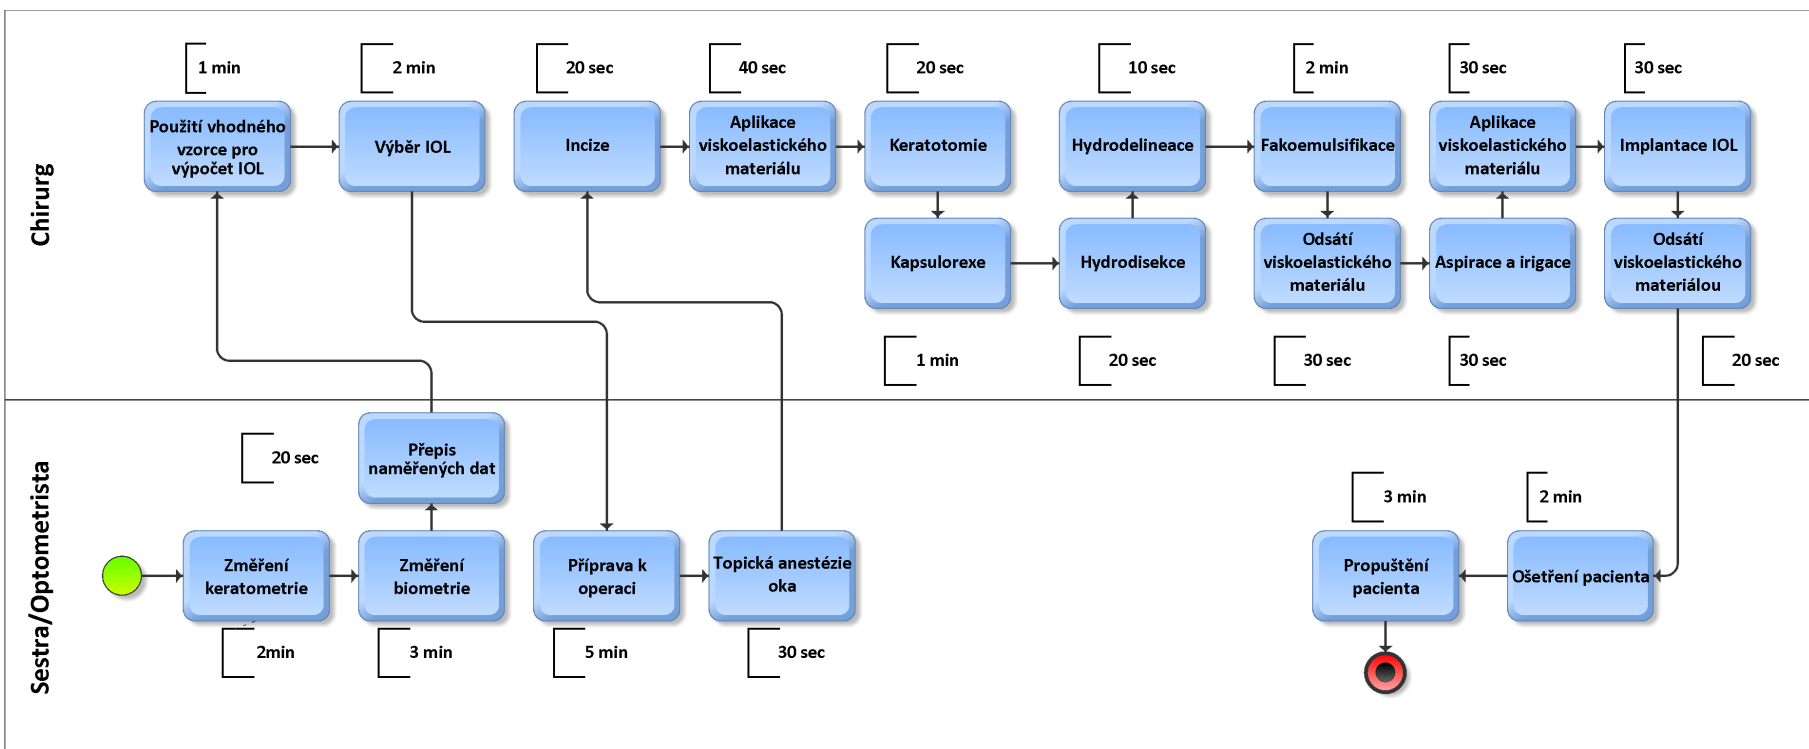 Chirurg
1 min
2 min
20 sec
40 sec
20 sec
10 sec
2 min
30 sec
30 sec
Použití vhodného
vzorce pro
výpočet IOL
Výběr IOL
Incize
Aplikace
viskoelastického
materiálu
Keratotomie
Hydrodelineace
Fakoemulsifikace
Aplikace
viskoelastického
materiálu
Implantace IOL
Kapsulorexe
Hydrodisekce
Odsátí
viskoelastického
materiálu
Aspirace a irigace
Odsátí
viskoelastického
materiálou
1 min
20 sec
30 sec
30 sec
20 sec
Sestra/Optometrista
20 sec
Přepis
naměřených dat
3 min
2 min
Změření
keratometrie
Změření
biometrie
Příprava k
operaci
Topická anestézie
oka
Propuštění
pacienta
Ošetření pacienta
2min
3 min
5 min
30 sec